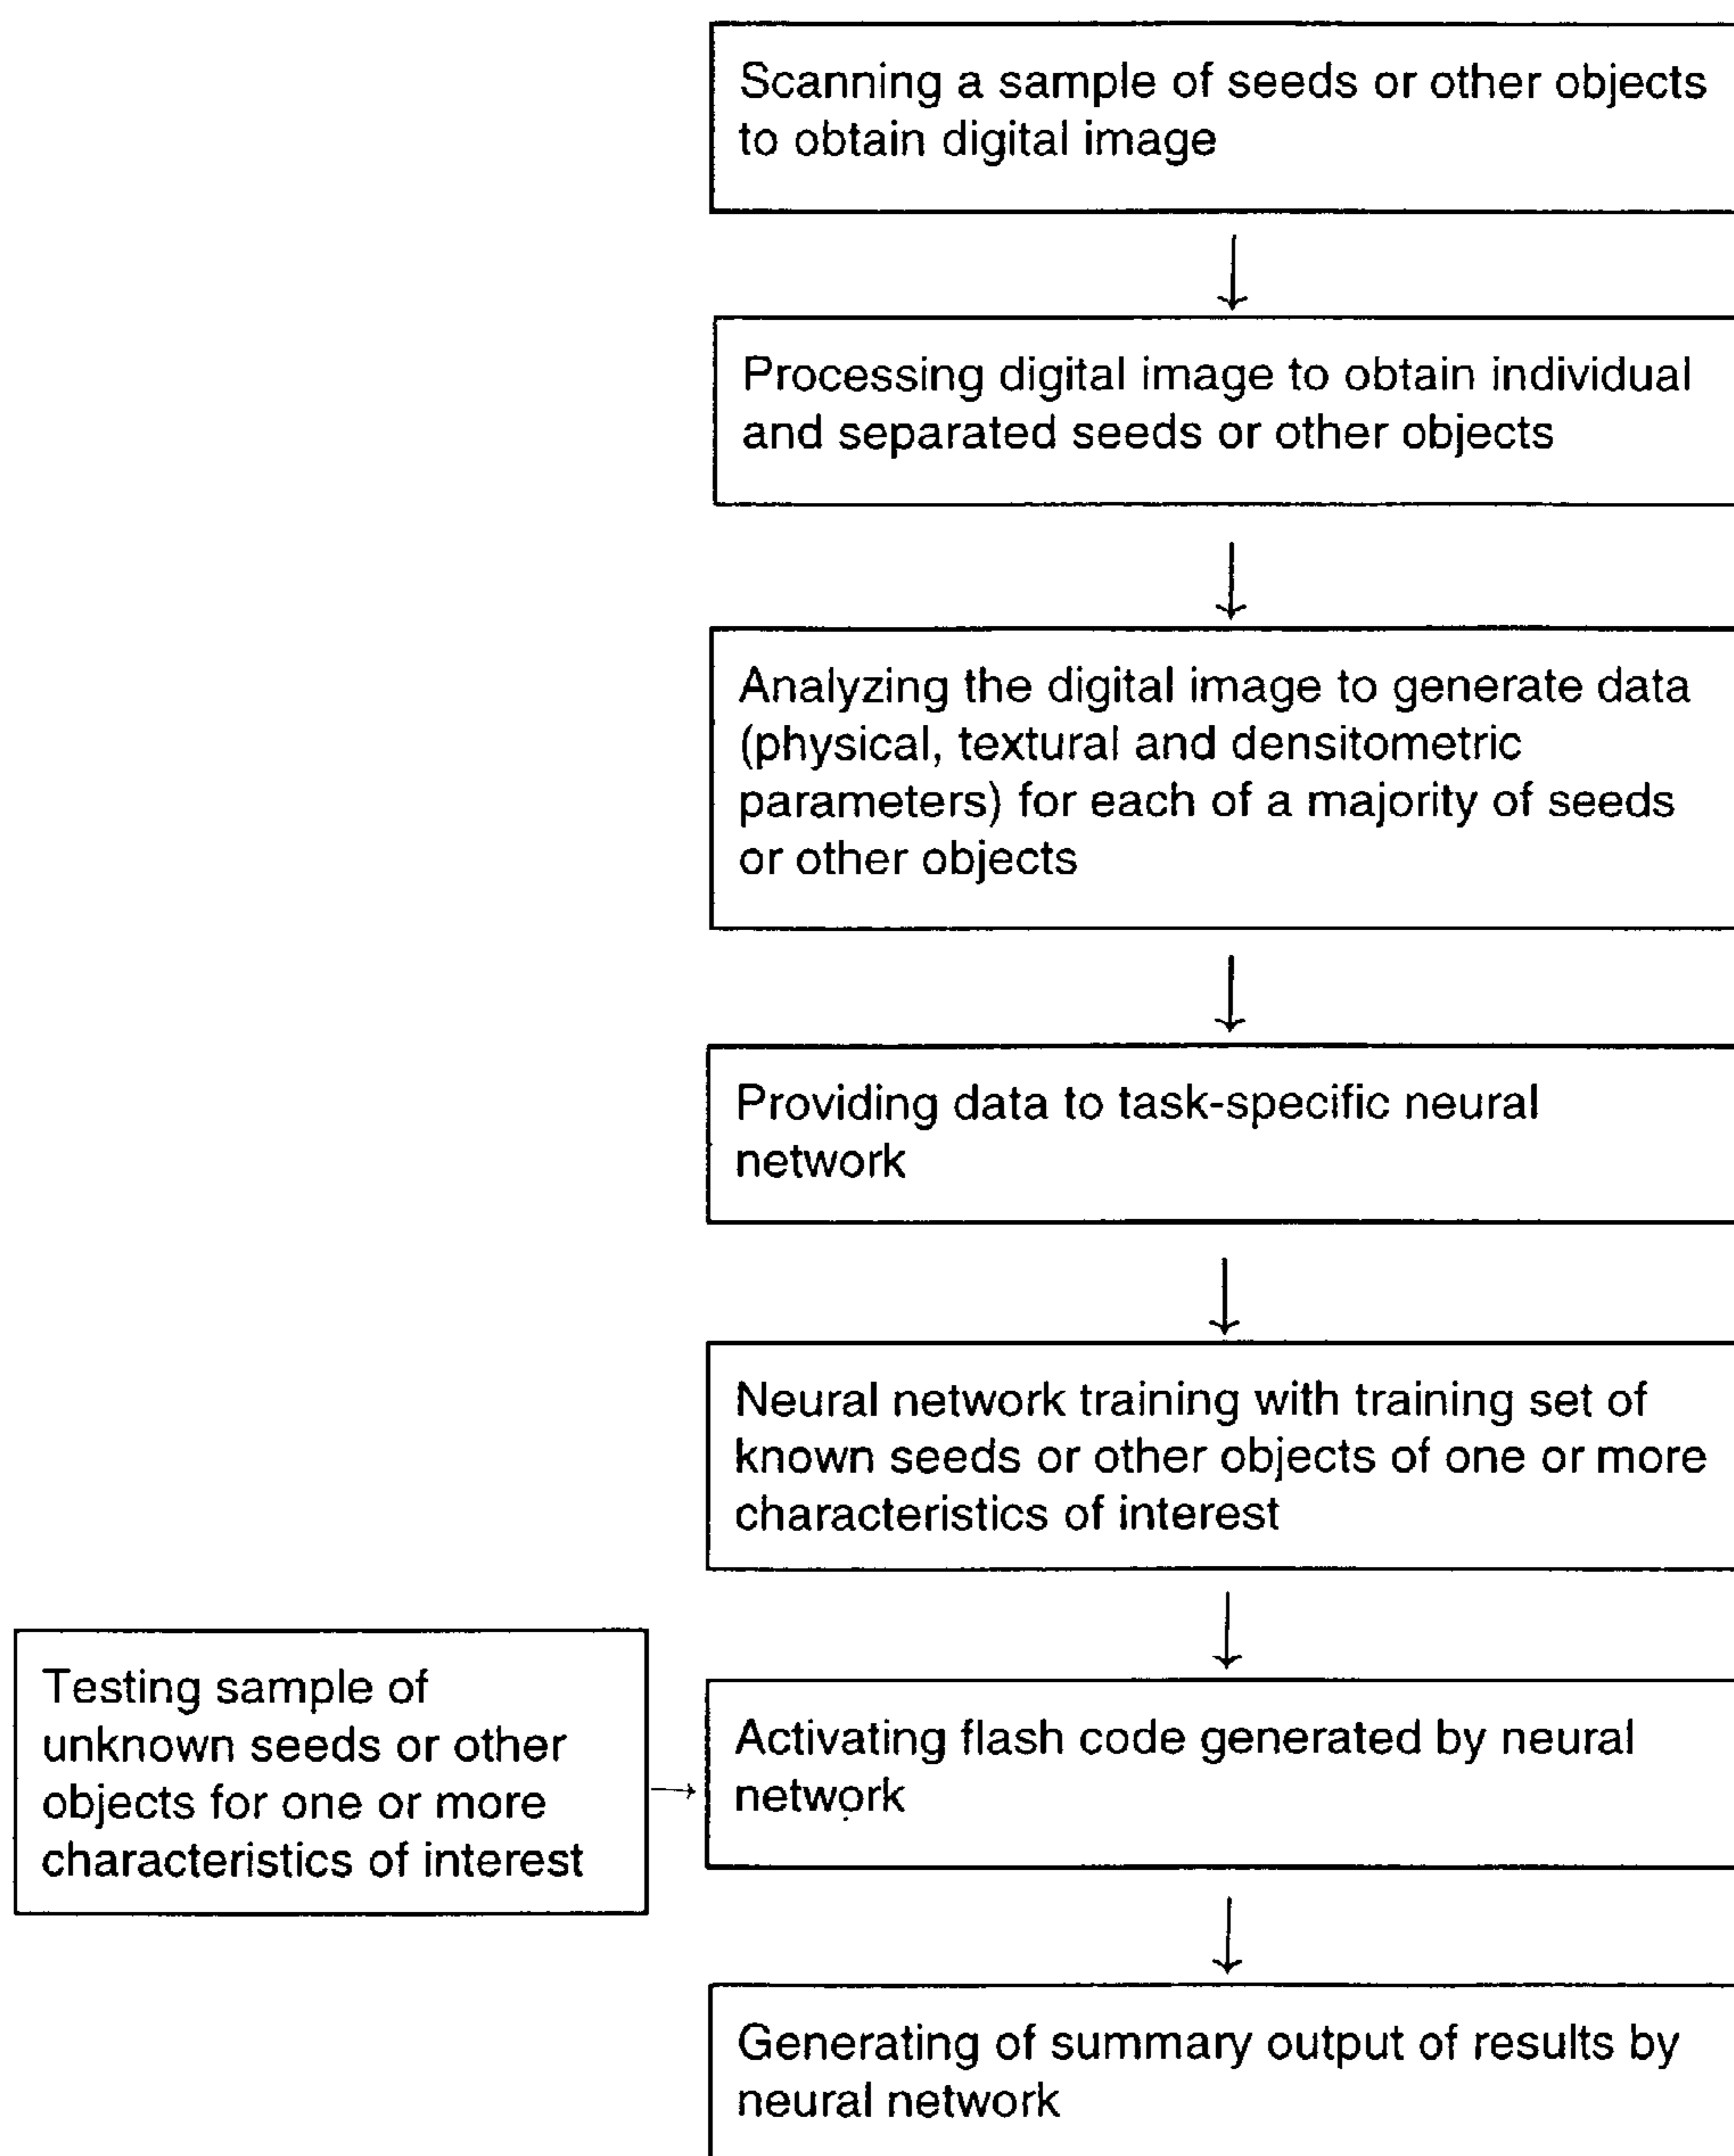 Scanning a sample of seeds or other objects
to obtain digital image
Processing digital image to obtain individual
and separated seeds or other objects
Analyzing the digital image to generate data
(physical, textural and densitometric
parameters) for each of a majority of seeds
or other objects
Providing data to task-specific neural
network
Neural network training with training set of
known seeds or other objects of one or more
characteristics of interest
Testing sample of
unknown seeds or other
objects for one or more
characteristics of interest
Activating flash code generated by neural
network
Generating of summary output of results by
neural network